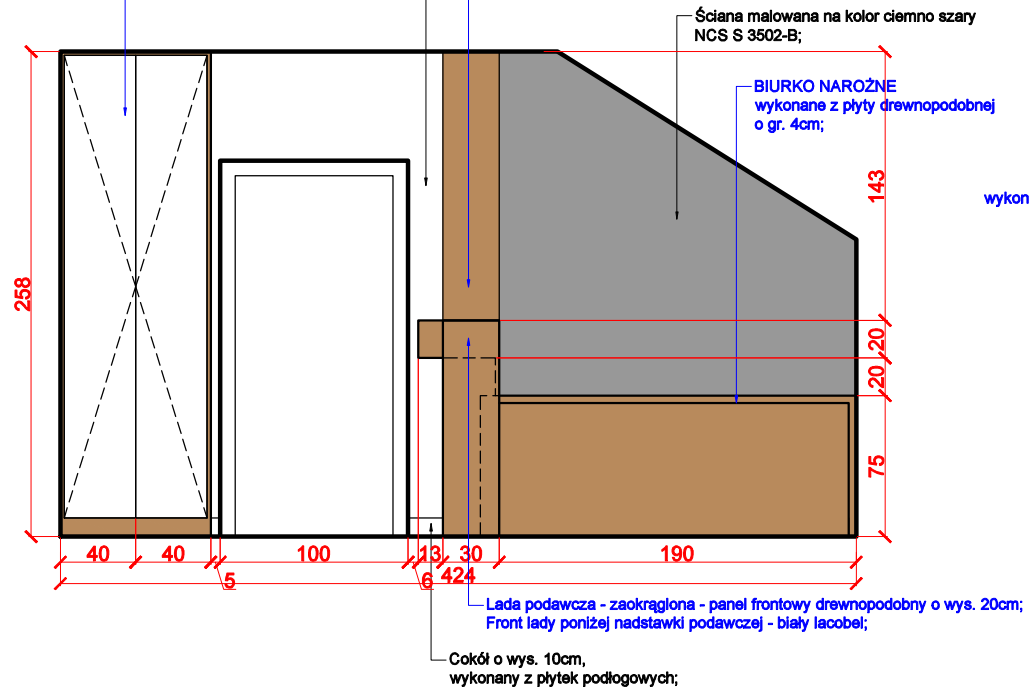 Ściana malowana na kolor ciemno szary
NCS S 3502-B;
BIURKO NAROŻNE
wykonane z płyty drewnopodobnej
o gr. 4cm;
143
wykon
258
20
20
75
40
40
100
13
30
190
5
6
424
Lada podawcza - zaokrąglona - panel frontowy drewnopodobny o wys. 20cm;
Front lady poniżej nadstawki podawczej - biały lacobel;
Cokół o wys. 10cm,
wykonany z płytek podłogowych;